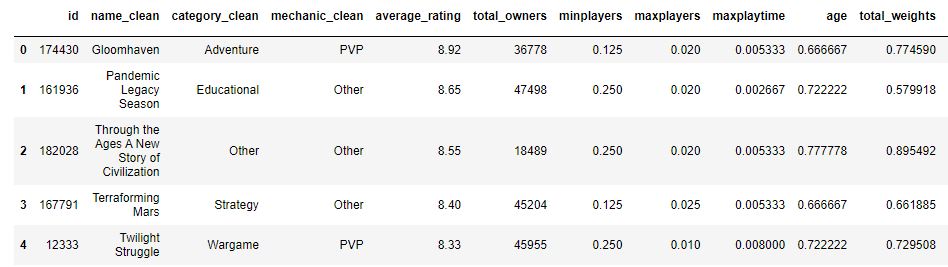 id name_clean category_clean mechanic_clean average_rating total_owners minplayers maxplayers maxplaytime age total_weights
0 174430 Gloomhaven Adventure PVP 8.92 36778 0.125 0.020 0.005333 0.666667 0.774590
1 161936 Pandemic Legacy Season Educational Other 8.65 47498 0.250 0.020 0.002667 0.722222 0.579918
2 182028 Through the Ages A New Story of Civilization Other Other 8.55 18489 0.250 0.020 0.005333 0.777778 0.895492
3 167791 Terraforming Mars Strategy Other 8.40 45204 0.125 0.025 0.005333 0.666667 0.661885
4 12333 Twilight Struggle Wargame PVP 8.33 45955 0.250 0.010 0.008000 0.722222 0.729508